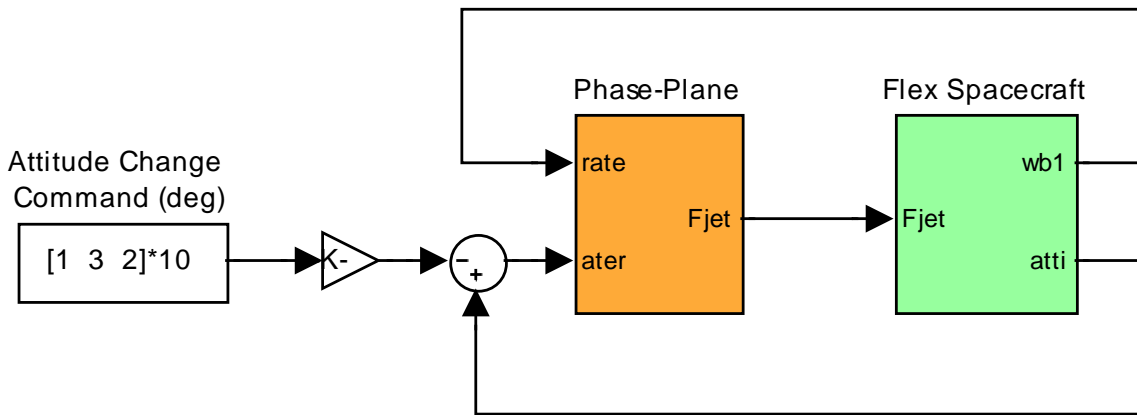 Phase-Plane
Flex Spacecraft
Attitude Change
Command (deg)
[1 3 2]*10
K-
-
+
rate
ater
Fjet
Fjet
wb1
atti